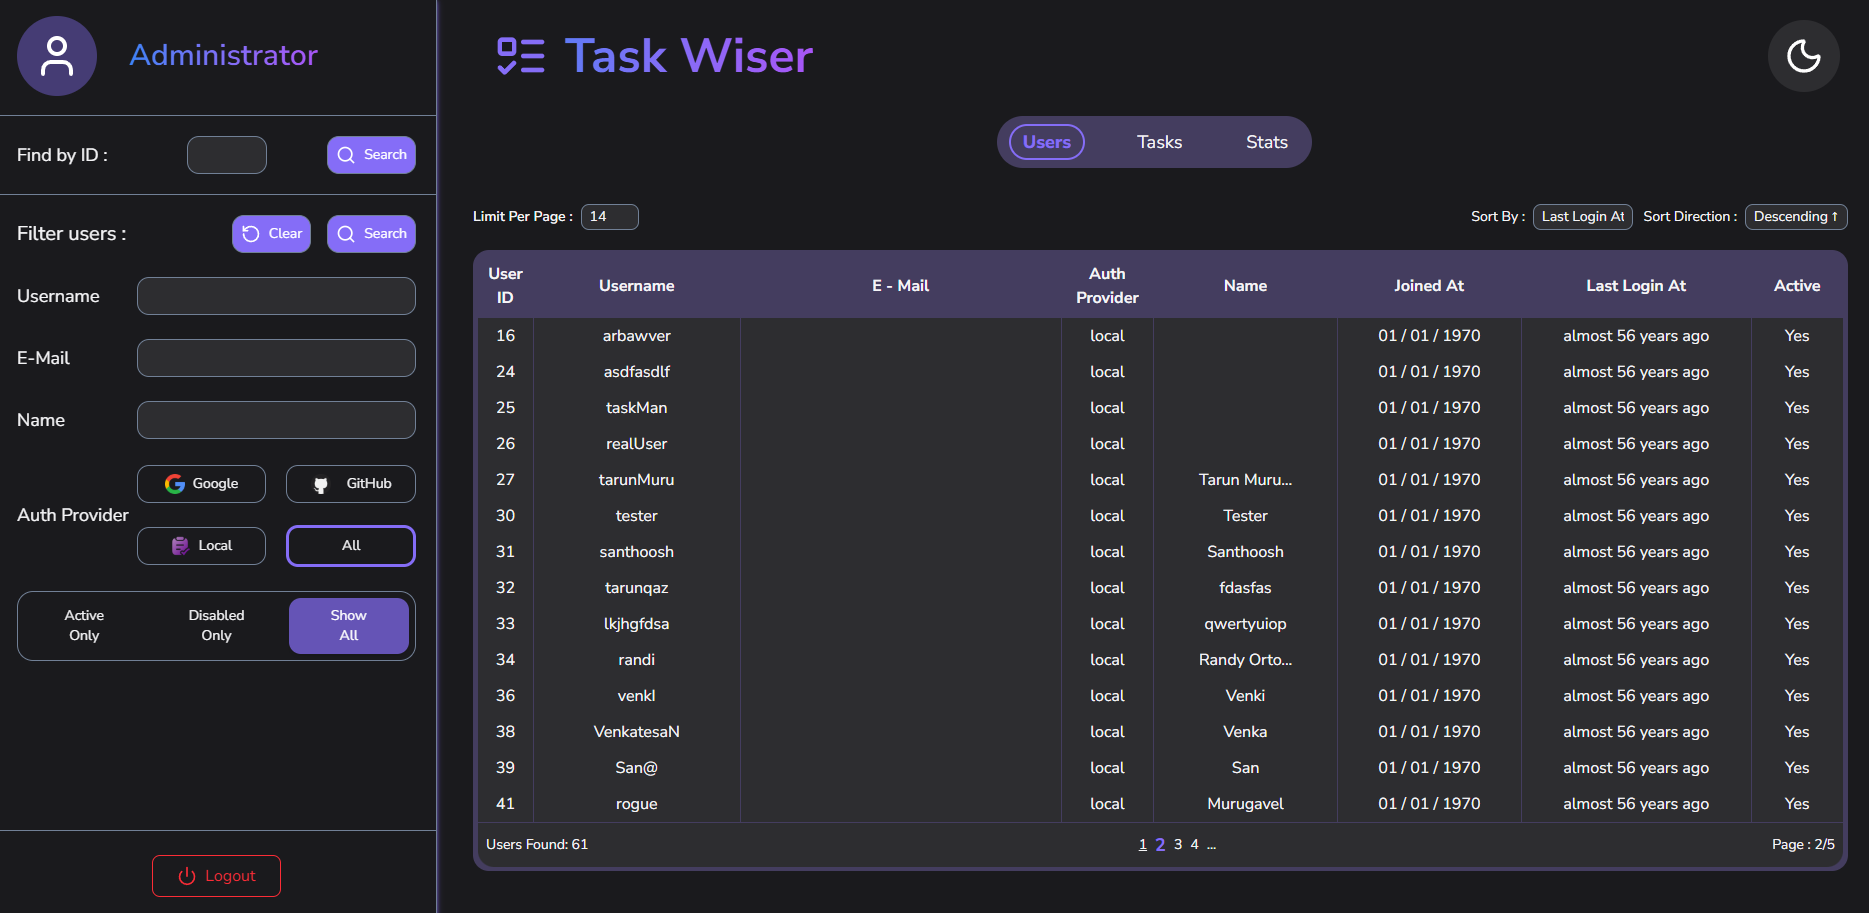 Administrator
Find by ID :
Search
Filter users :
Clear
Search
Username
E-Mail
Name
Auth Provider
Google
GitHub
Local
All
Active Only
Disabled Only
Show All
Logout
Task Wiser
Users Tasks Stats
Limit Per Page : 14
Sort By : Last Login At Sort Direction : Descending ↑
User ID Username E - Mail Auth Provider Name Joined At Last Login At Active
16 arbawver local 01 / 01 / 1970 almost 56 years ago Yes
24 asdfasdlf local 01 / 01 / 1970 almost 56 years ago Yes
25 taskMan local 01 / 01 / 1970 almost 56 years ago Yes
26 realUser local 01 / 01 / 1970 almost 56 years ago Yes
27 tarunMuru local Tarun Muru... 01 / 01 / 1970 almost 56 years ago Yes
30 tester local Tester 01 / 01 / 1970 almost 56 years ago Yes
31 santhoosh local Santhoosh 01 / 01 / 1970 almost 56 years ago Yes
32 tarunqaz local fdasfas 01 / 01 / 1970 almost 56 years ago Yes
33 lkjhgfdsa local qwertyuiop 01 / 01 / 1970 almost 56 years ago Yes
34 randi local Randy Orto... 01 / 01 / 1970 almost 56 years ago Yes
36 venkI local Venki 01 / 01 / 1970 almost 56 years ago Yes
38 VenkatesaN local Venka 01 / 01 / 1970 almost 56 years ago Yes
39 San@ local San 01 / 01 / 1970 almost 56 years ago Yes
41 rogue local Murugavel 01 / 01 / 1970 almost 56 years ago Yes
Users Found: 61 1 2 3 4 ... Page : 2/5